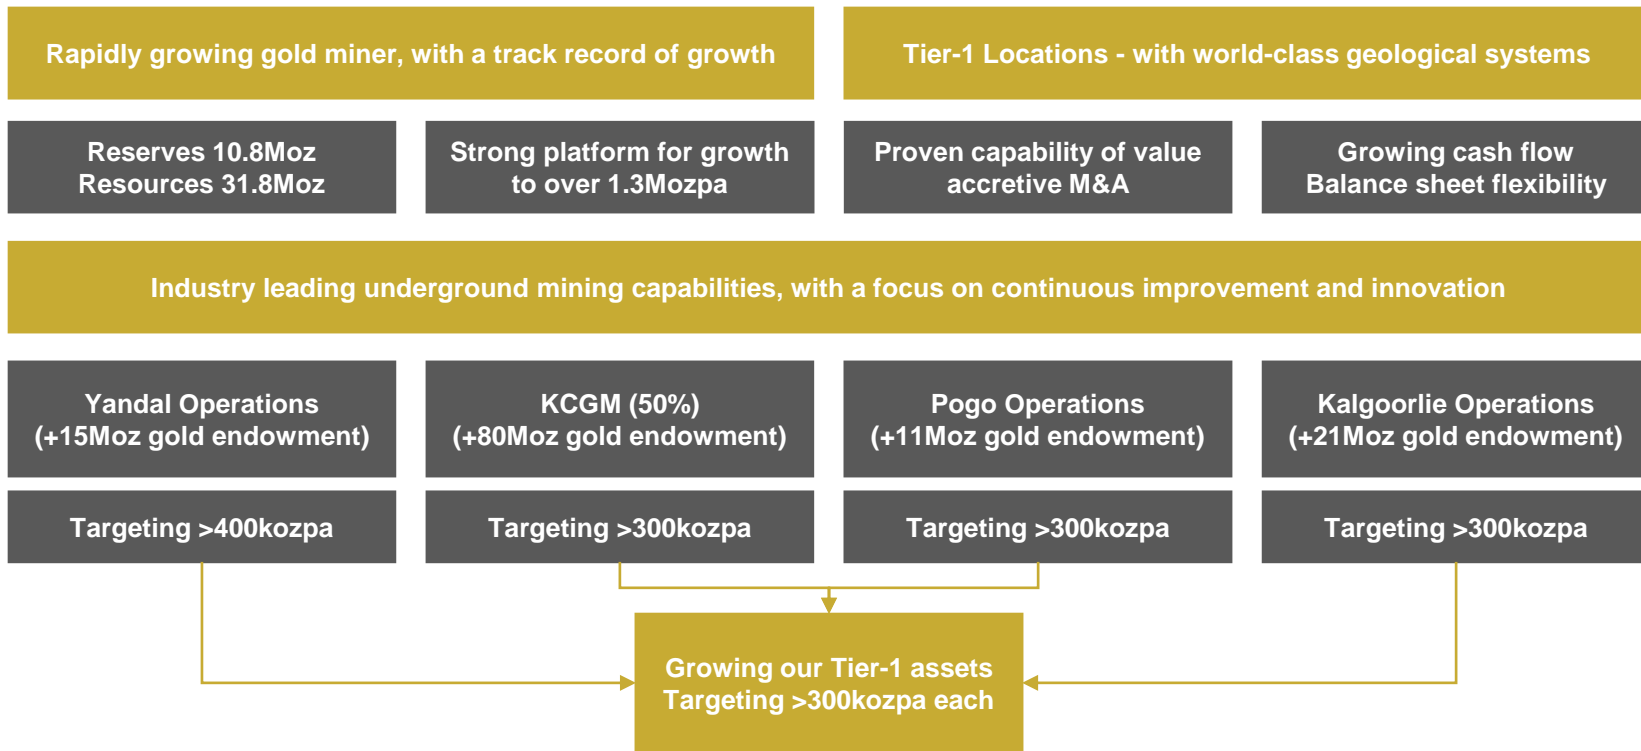 Rapidly growing gold miner, with a track record of growth
Tier-1 Locations - with world-class geological systems
Reserves 10.8Moz
Resources 31.8Moz
Strong platform for growth
to over 1.3Mozpa
Proven capability of value
accretive M&A
Growing cash flow
Balance sheet flexibility
Industry leading underground mining capabilities, with a focus on continuous improvement and innovation
Yandal Operations
(+15Moz gold endowment)
KCGM (50%)
(+80Moz gold endowment)
Pogo Operations
(+11Moz gold endowment)
Kalgoorlie Operations
(+21Moz gold endowment)
Targeting >400kozpa
Targeting >300kozpa
Targeting >300kozpa
Targeting >300kozpa
Growing our Tier-1 assets
Targeting >300kozpa each